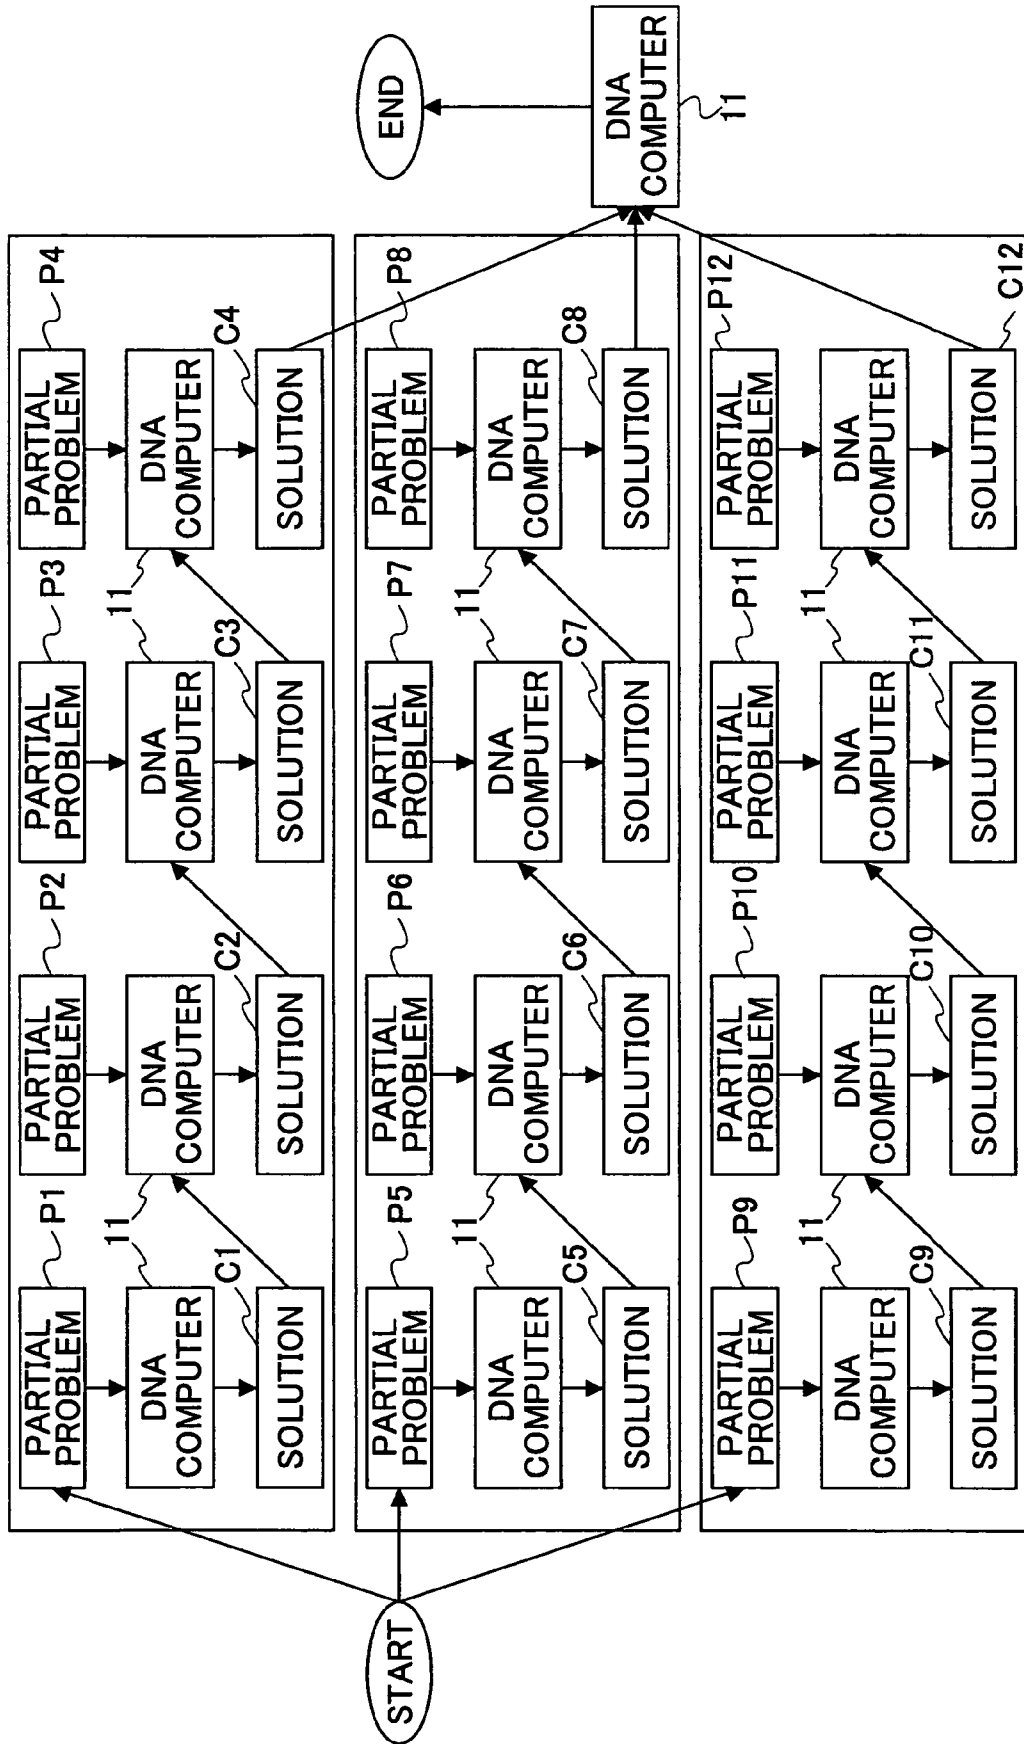 START
PARTIAL
PROBLEM
P1
DNA
COMPUTER
11
SOLUTION
C1
PARTIAL
PROBLEM
P2
DNA
COMPUTER
SOLUTION
C2
PARTIAL
PROBLEM
P3
DNA
COMPUTER
11
SOLUTION
C3
PARTIAL
PROBLEM
P4
DNA
COMPUTER
SOLUTION
C4
PARTIAL
PROBLEM
P5
DNA
COMPUTER
11
SOLUTION
C5
PARTIAL
PROBLEM
P6
DNA
COMPUTER
SOLUTION
C6
PARTIAL
PROBLEM
P7
DNA
COMPUTER
11
SOLUTION
C7
PARTIAL
PROBLEM
P8
DNA
COMPUTER
SOLUTION
C8
PARTIAL
PROBLEM
P9
DNA
COMPUTER
11
SOLUTION
C9
PARTIAL
PROBLEM
P10
DNA
COMPUTER
SOLUTION
C10
PARTIAL
PROBLEM
P11
DNA
COMPUTER
11
SOLUTION
C11
PARTIAL
PROBLEM
P12
DNA
COMPUTER
SOLUTION
C12
END
DNA
COMPUTER
11